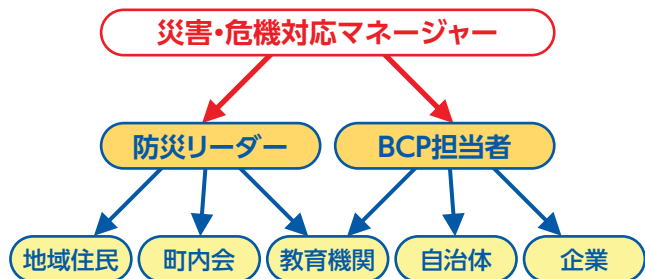 災害・危機対応マネージャー
防災リーダー
BCP担当者
地域住民
町内会
教育機関
自治体
企業